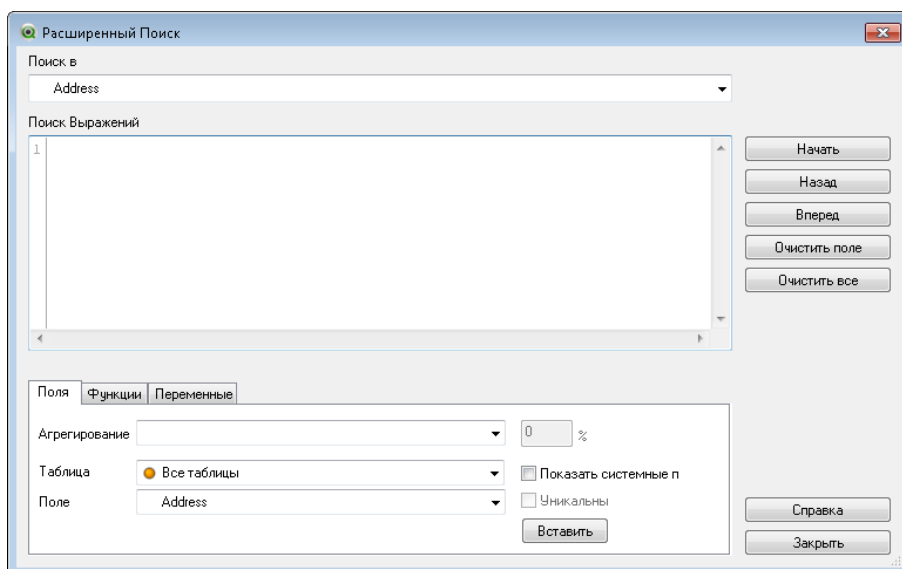 Расширенный Поиск
Поиск в
Address
Поиск Выражений
1
Начать
Назад
Вперед
Очистить поле
Очистить все
Поля Функции Переменные
Агрегирование 0 %
Таблица Все таблицы Показать системные п
Поле Address Уникальны
Вставить
Справка
Закрыть